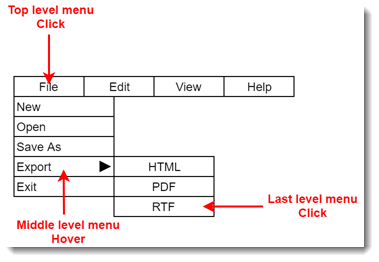 Top level menu
Click
File Edit View Help
New
Open
Save As
Export HTML
Exit PDF
RTF
Last level menu
Click
Middle level menu
Hover